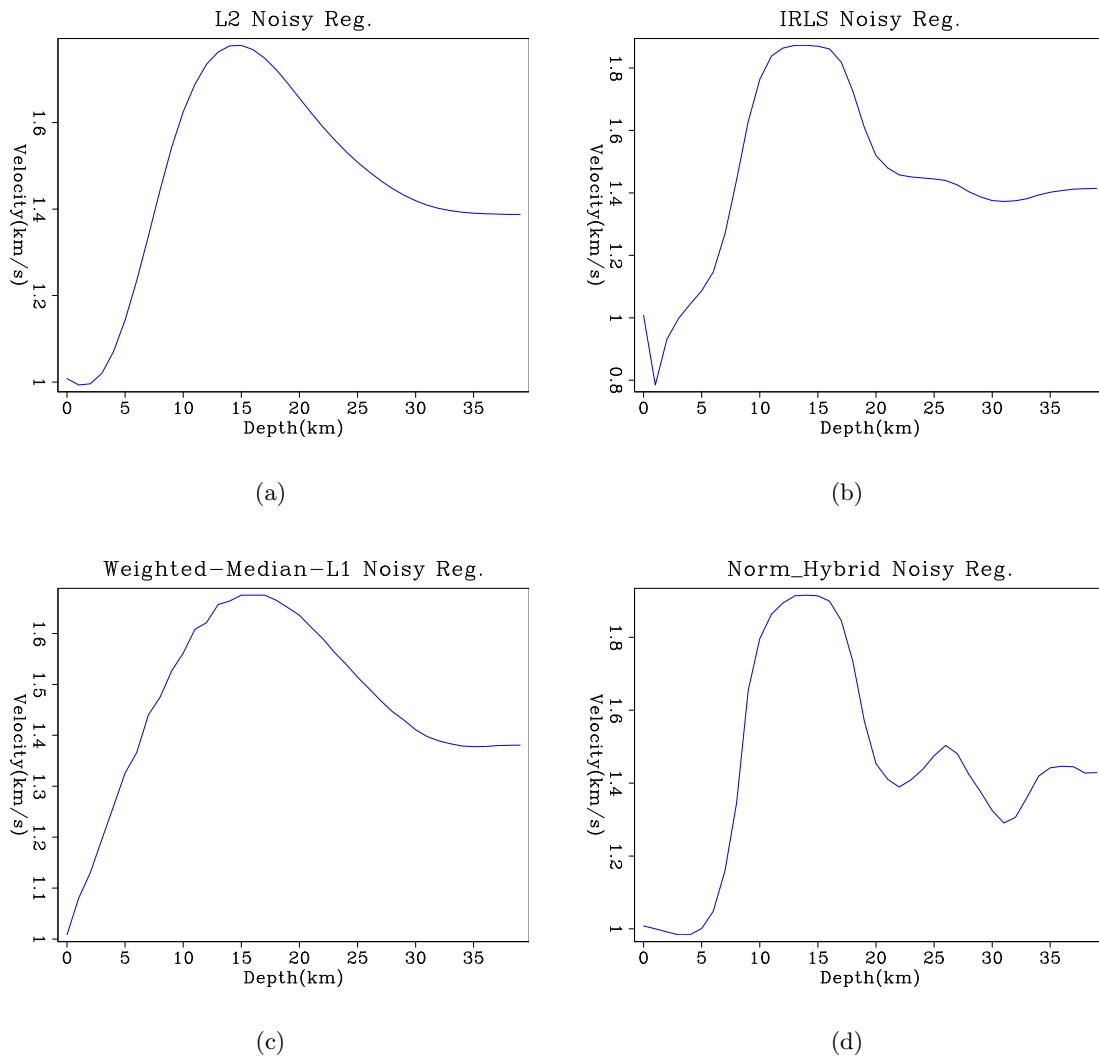 L2 Noisy Reg.
Velocity(km/s)
1.6
1.4
1.2
1
0 5 10 15 20 25 30 35
Depth(km)
(a)
IRLS Noisy Reg.
Velocity(km/s)
1.8
1.6
1.4
1.2
1
0.8
0 5 10 15 20 25 30 35
Depth(km)
(b)
Weighted-Median-L1 Noisy Reg.
Velocity(km/s)
1.6
1.5
1.4
1.3
1.2
1.1
1
0 5 10 15 20 25 30 35
Depth(km)
(c)
Norm_Hybrid Noisy Reg.
Velocity(km/s)
1.8
1.6
1.4
1.2
1
0 5 10 15 20 25 30 35
Depth(km)
(d)